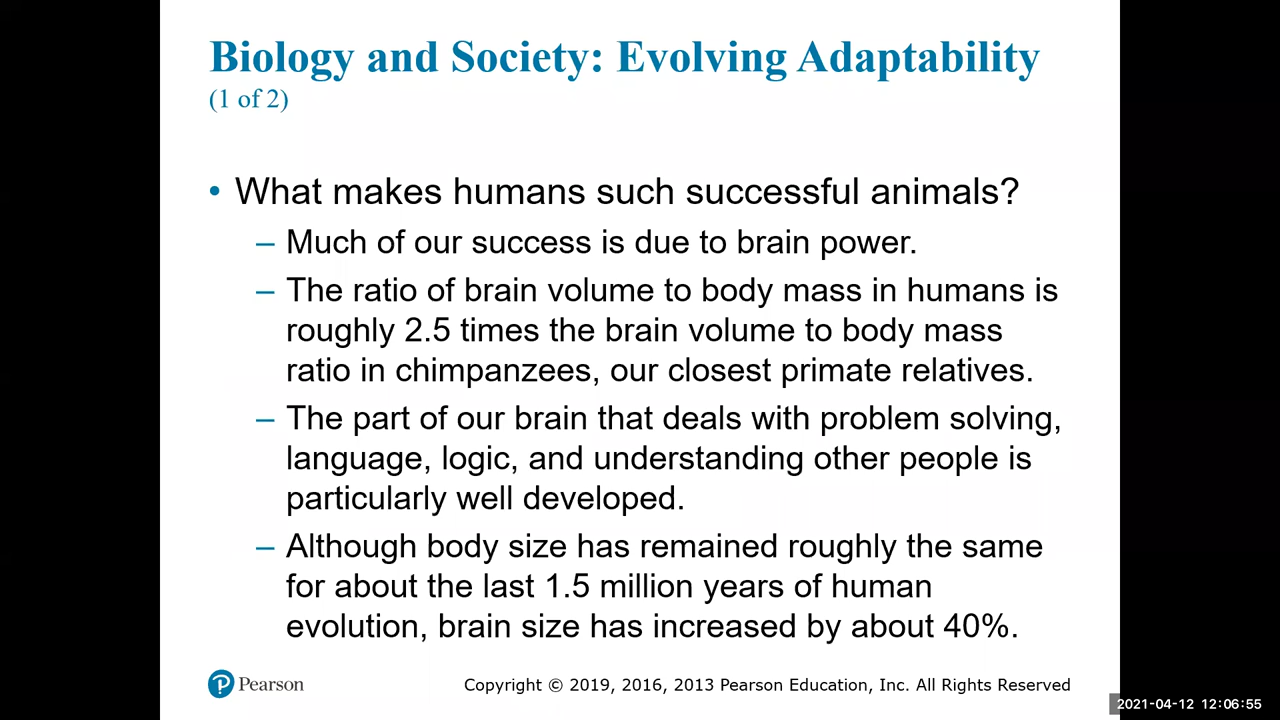 Biology and Society: Evolving Adaptability
(1 of 2)
• What makes humans such successful animals?
– Much of our success is due to brain power.
– The ratio of brain volume to body mass in humans is
roughly 2.5 times the brain volume to body mass
ratio in chimpanzees, our closest primate relatives.
– The part of our brain that deals with problem solving,
language, logic, and understanding other people is
particularly well developed.
– Although body size has remained roughly the same
for about the last 1.5 million years of human
evolution, brain size has increased by about 40%.
Pearson
Copyright © 2019, 2016, 2013 Pearson Education, Inc. All Rights Reserved
2021-04-12 12:06:55